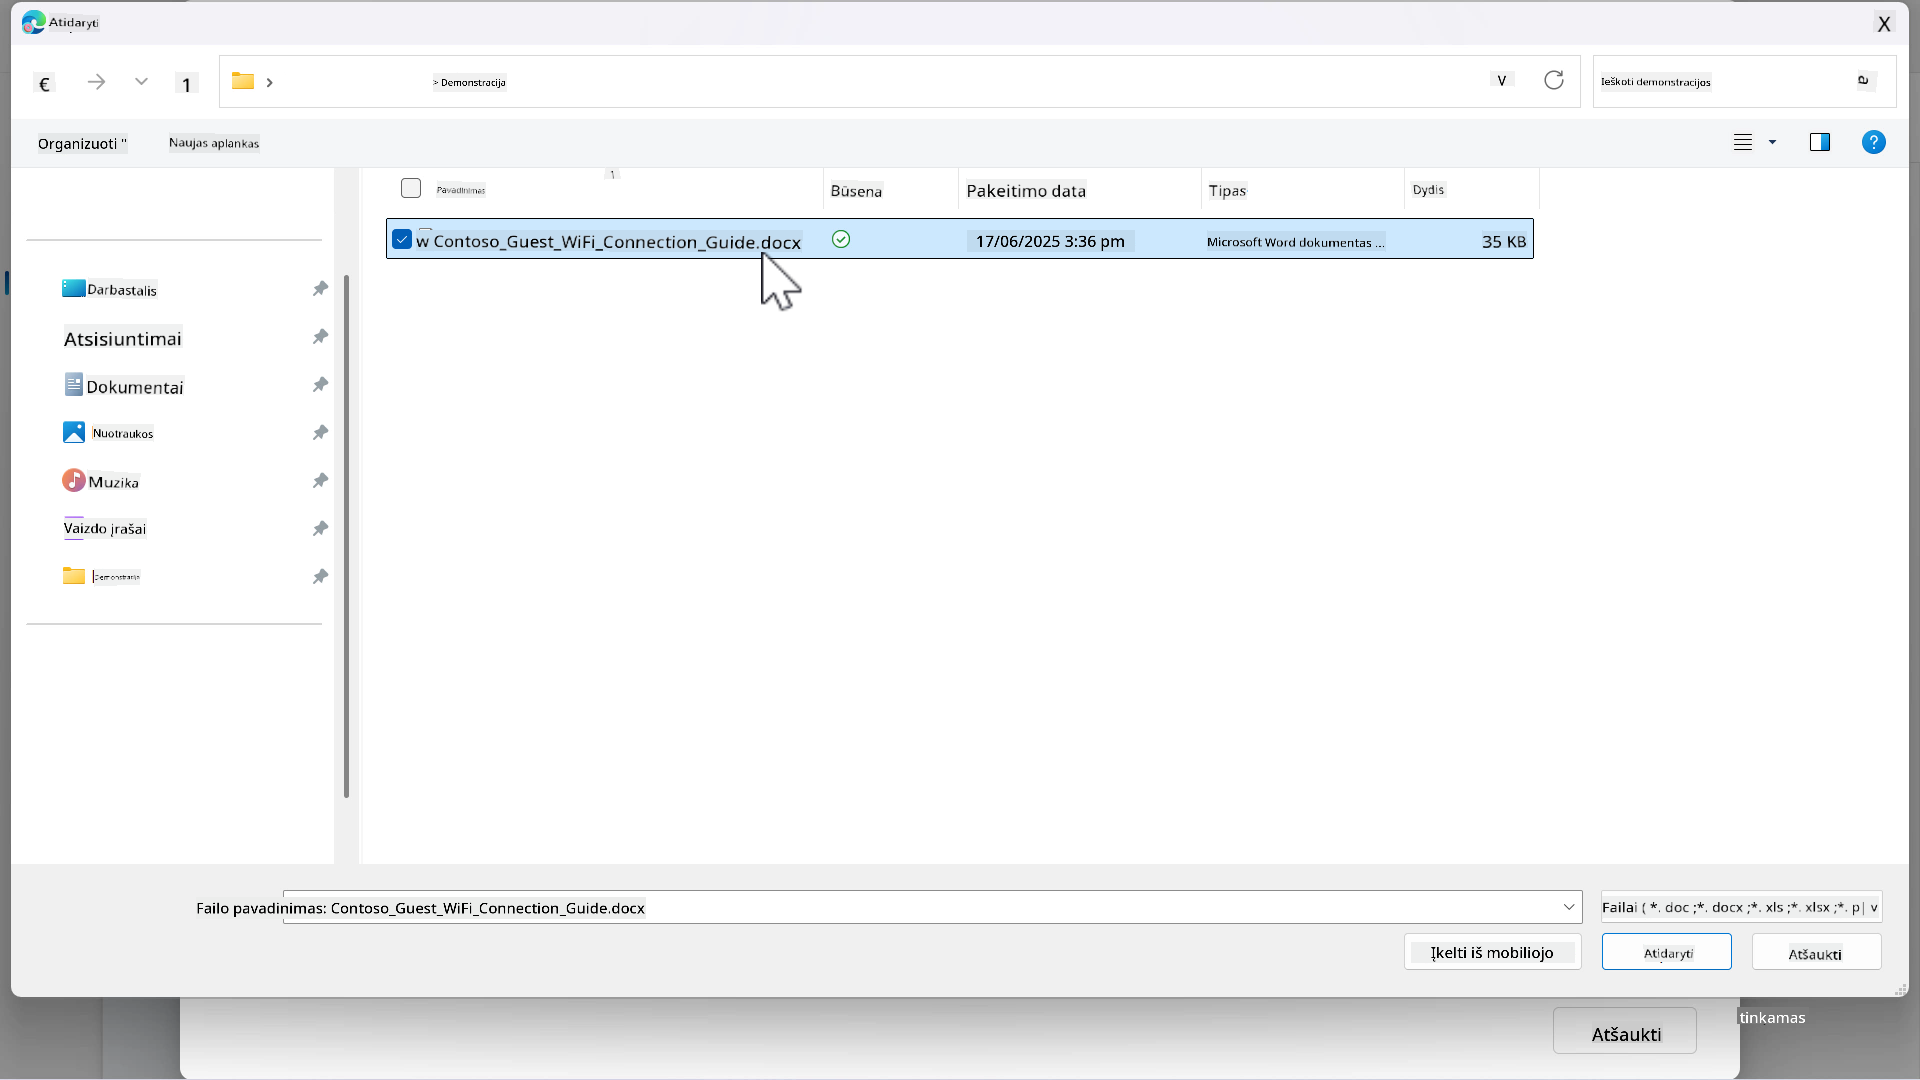 Atidaryti
X
€
1
> Demonstracija
V
Ieškoti demonstracijos
Organizuoti "
Naujas aplankas
?
Pavadinimas
1
Būsena
Pakeitimo data
Tipas
Dydis
w Contoso_Guest_WiFi_Connection_Guide.docx
17/06/2025 3:36 pm
Microsoft Word dokumentas ...
35 KB
Darbastalis
Atsisiuntimai
Dokumentai
Nuotraukos
Muzika
Vaizdo įrašai
Demonstracija
Failo pavadinimas: Contoso_Guest_WiFi_Connection_Guide.docx
Failai ( *. doc ;*. docx ;*. xls ;*. xlsx ;*. p| v
Įkelti iš mobiliojo
Atidaryti
Atšaukti
Atšaukti
tinkamas